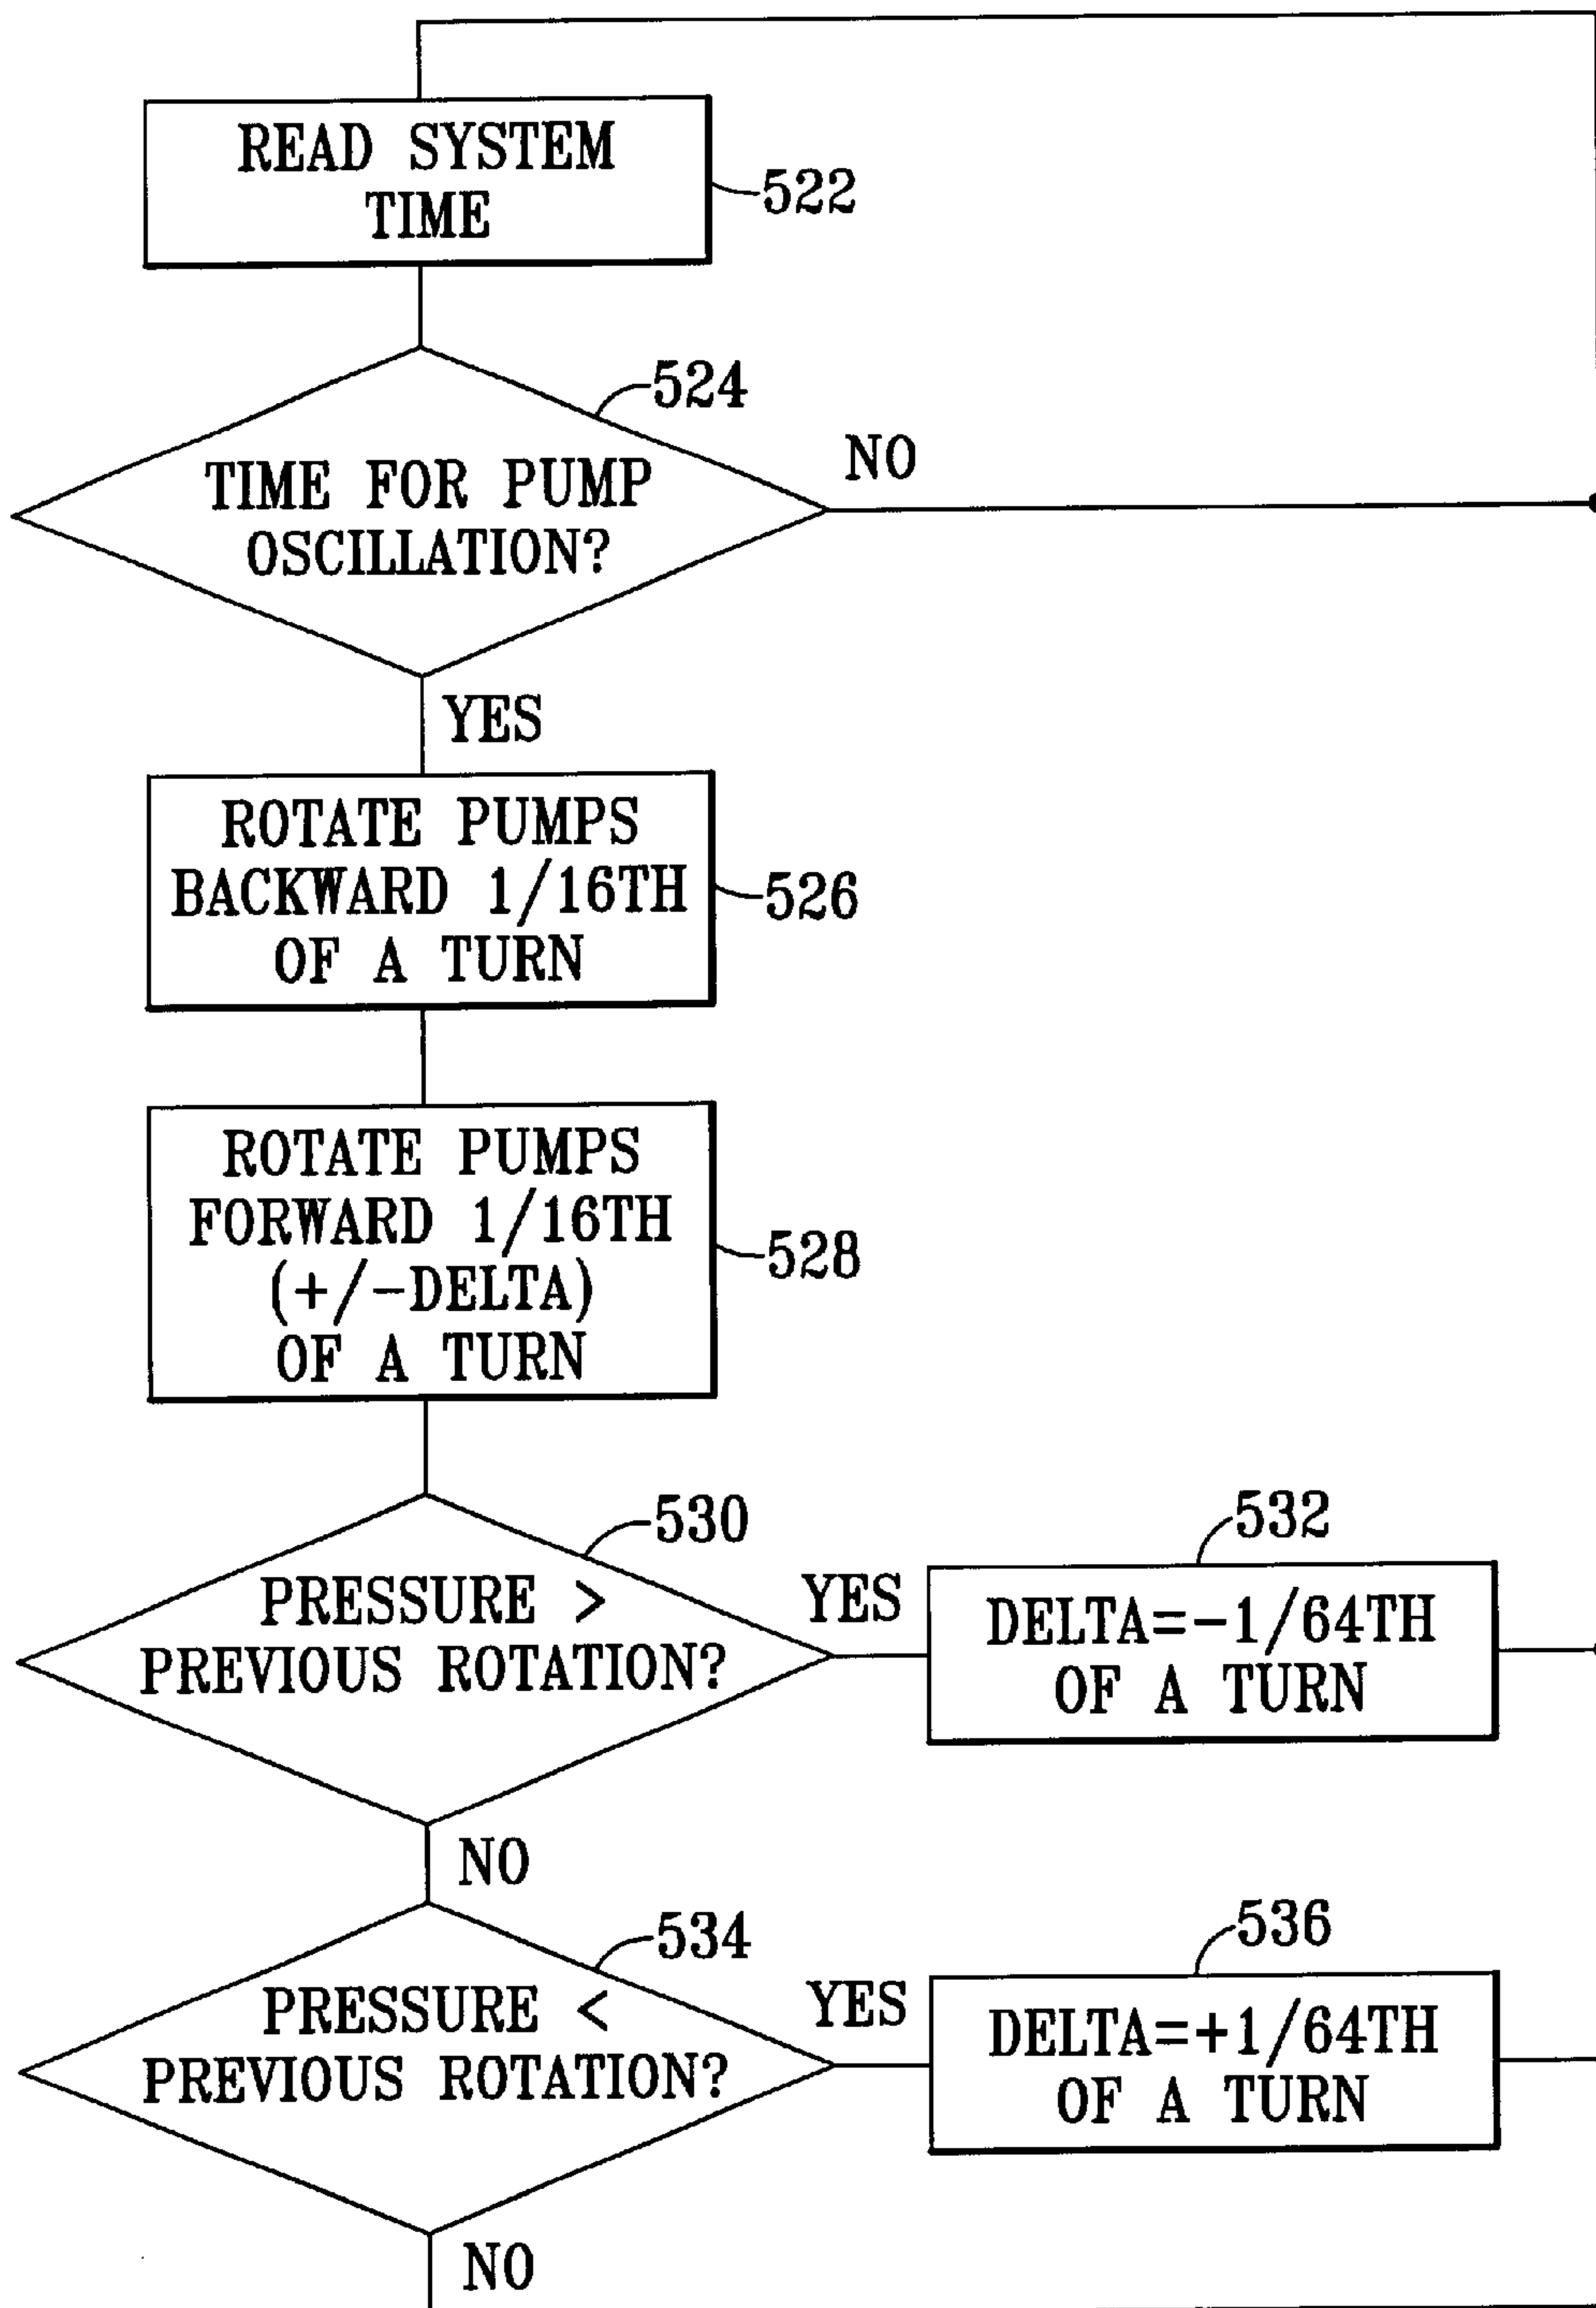 READ SYSTEM
TIME
522
524
TIME FOR PUMP
OSCILLATION?
NO
YES
ROTATE PUMPS
BACKWARD 1/16TH
OF A TURN
526
ROTATE PUMPS
FORWARD 1/16TH
(+/-DELTA)
OF A TURN
528
530
PRESSURE >
PREVIOUS ROTATION?
YES
532
DELTA=-1/64TH
OF A TURN
NO
534
PRESSURE <
PREVIOUS ROTATION?
YES
536
DELTA=+1/64TH
OF A TURN
NO